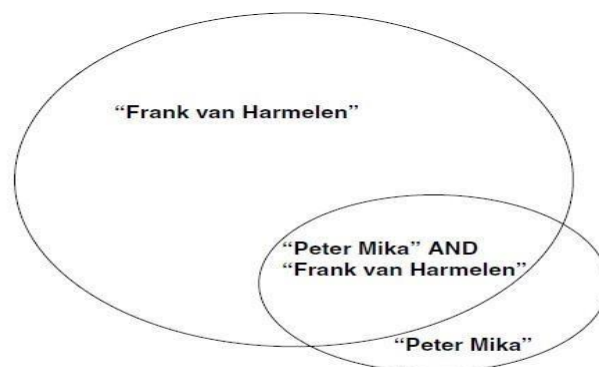 “Frank van Harmelen”
“Peter Mika” AND
“Frank van Harmelen”
“Peter Mika”